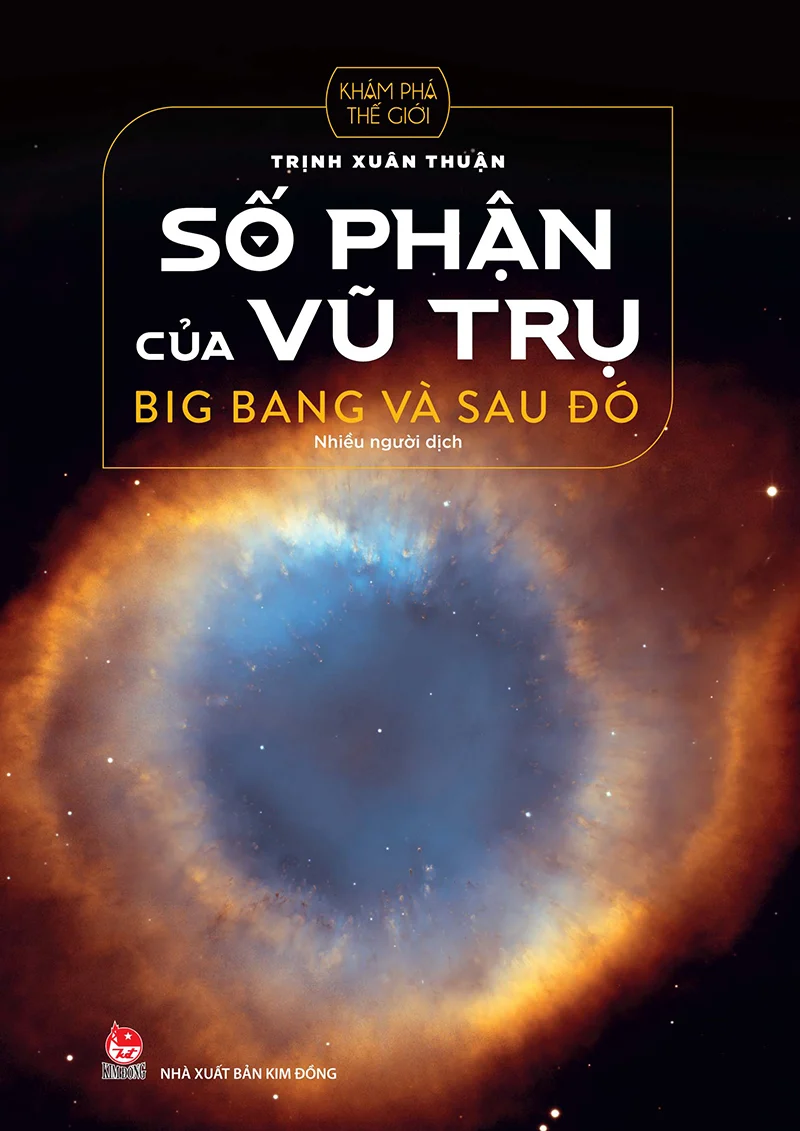 KHÁM PHÁ
THẾ GIỚI
TRỊNH XUÂN THUẬN
SỐ PHẬN
CỦA VŨ TRỤ
BIG BANG VÀ SAU ĐÓ
Nhiều người dịch
KIM ĐỒNG
NHÀ XUẤT BẢN KIM ĐỒNG